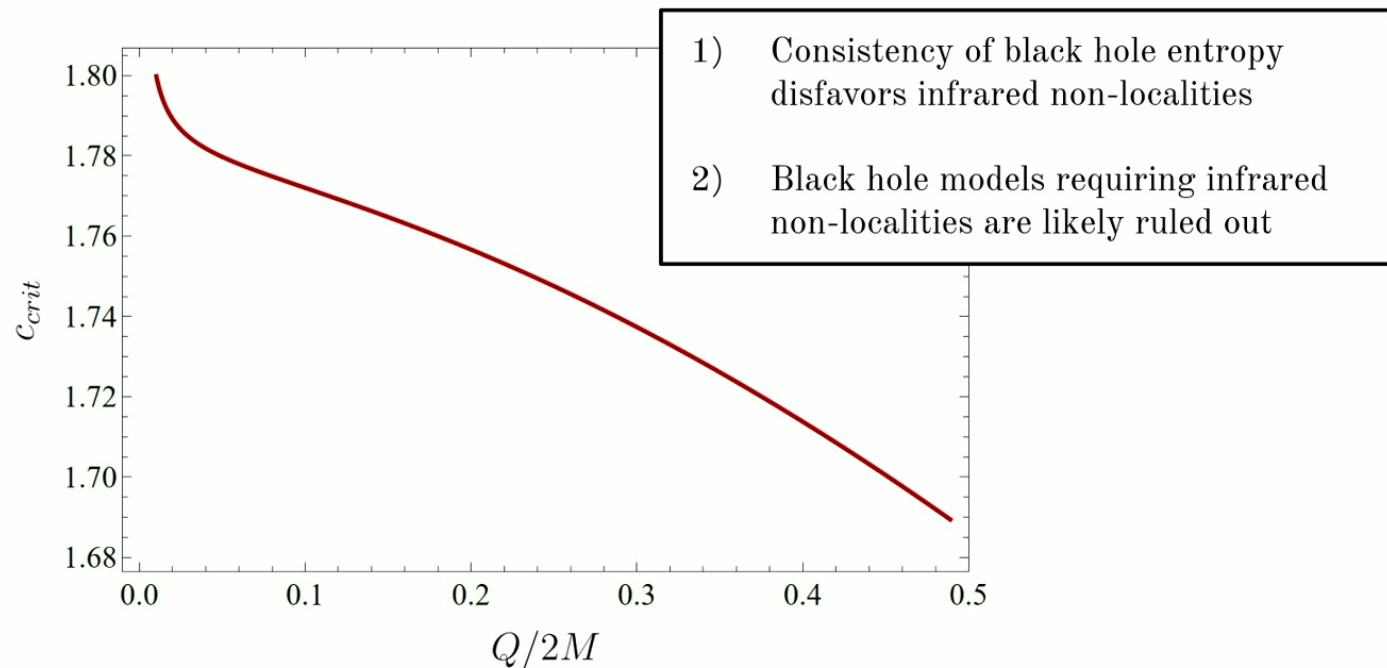 1) Consistency of black hole entropy
disfavors infrared non-localities
2) Black hole models requiring infrared
non-localities are likely ruled out
1.80
1.78
1.76
1.74
1.72
1.70
1.68
c_{crit}
0.0 0.1 0.2 0.3 0.4 0.5
Q/2M